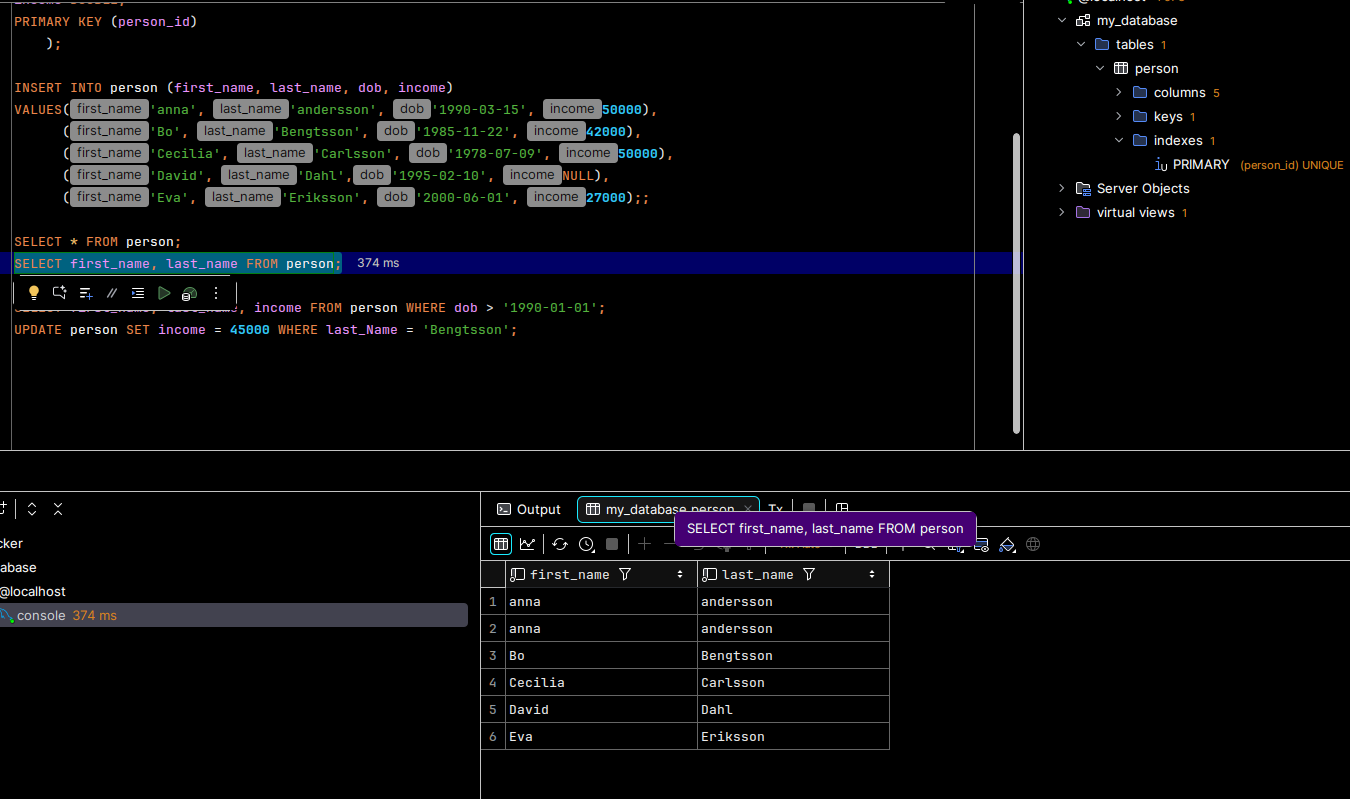 PRIMARY KEY (person_id)
);
INSERT INTO person (first_name, last_name, dob, income)
VALUES( first_name 'anna', last_name 'andersson', dob '1990-03-15', income 50000),
( first_name 'Bo', last_name 'Bengtsson', dob '1985-11-22', income 42000),
( first_name 'Cecilia', last_name 'Carlsson', dob '1978-07-09', income 50000),
( first_name 'David', last_name 'Dahl', dob '1995-02-10', income NULL),
( first_name 'Eva', last_name 'Eriksson', dob '2000-06-01', income 27000);;
SELECT * FROM person;
SELECT first_name, last_name FROM person; 374 ms
income FROM person WHERE dob > '1990-01-01';
UPDATE person SET income = 45000 WHERE last_Name = 'Bengtsson';
@localhost
my_database
tables 1
person
columns 5
keys 1
indexes 1
PRIMARY (person_id) UNIQUE
Server Objects
virtual views 1
cker
abase
@localhost
console 374 ms
Output my_database.person Tx
SELECT first_name, last_name FROM person
first_name last_name
1 anna andersson
2 anna andersson
3 Bo Bengtsson
4 Cecilia Carlsson
5 David Dahl
6 Eva Eriksson